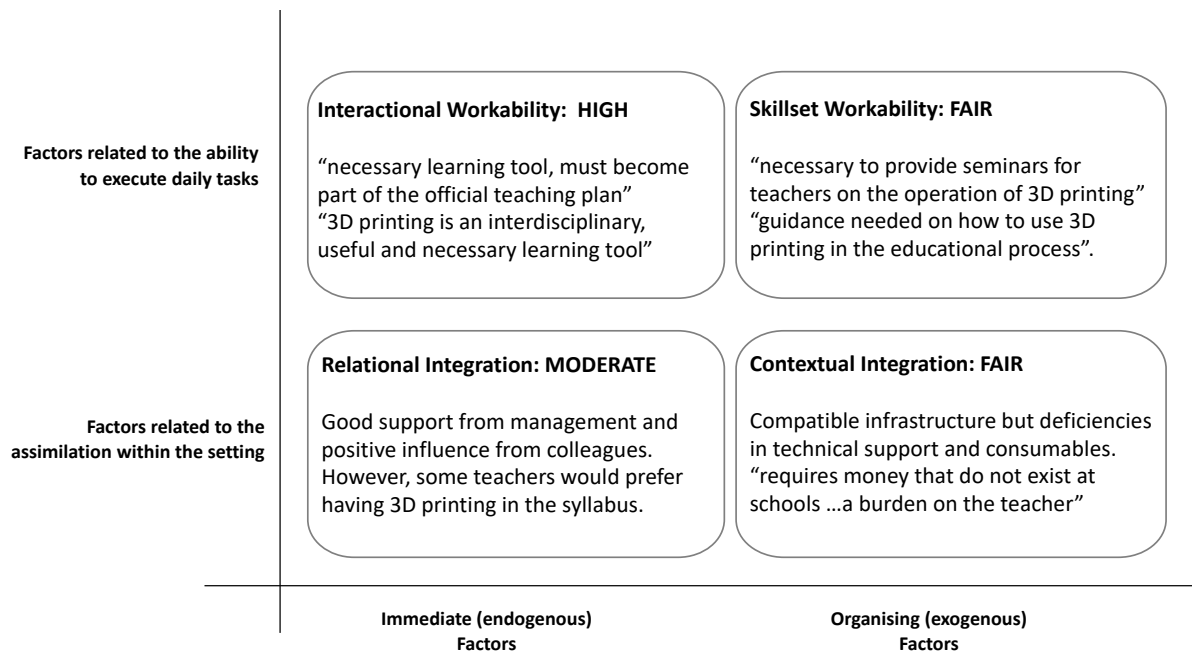 Factors related to the ability
to execute daily tasks
Interactional Workability:  HIGH
“necessary learning tool, must become
part of the official teaching plan”
“3D printing is an interdisciplinary,
useful and necessary learning tool”
Skillset Workability: FAIR
“necessary to provide seminars for
teachers on the operation of 3D printing”
“guidance needed on how to use 3D
printing in the educational process”.
Factors related to the
assimilation within the setting
Relational Integration: MODERATE
Good support from management and
positive influence from colleagues.
However, some teachers would prefer
having 3D printing in the syllabus.
Contextual Integration: FAIR
Compatible infrastructure but deficiencies
in technical support and consumables.
“requires money that do not exist at
schools …a burden on the teacher”
Immediate (endogenous)
Factors
Organising (exogenous)
Factors